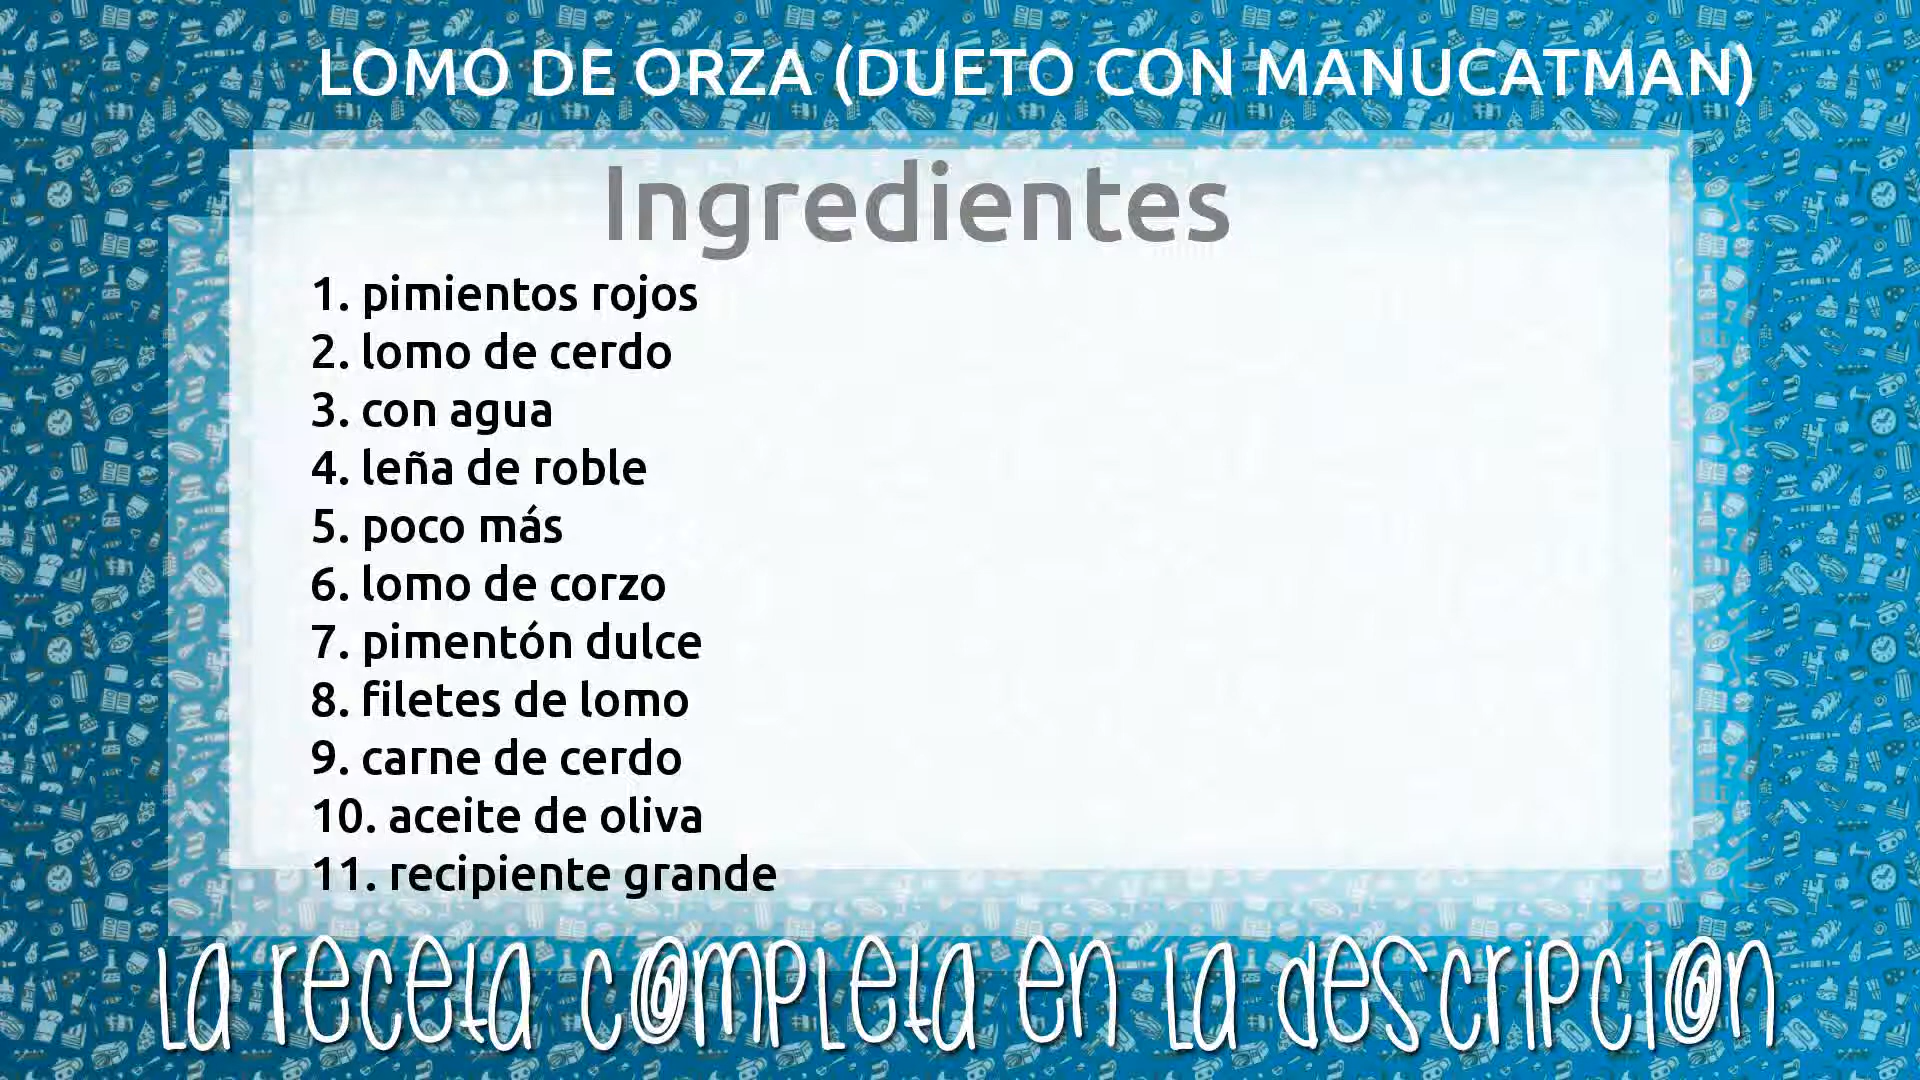 LOMO DE ORZA (DUETO CON MANUCATMAN)
Ingredientes
1. pimientos rojos
2. lomo de cerdo
3. con agua
4. leña de roble
5. poco más
6. lomo de corzo
7. pimentón dulce
8. filetes de lomo
9. carne de cerdo
10. aceite de oliva
11. recipiente grande
La receta completa en la descripción